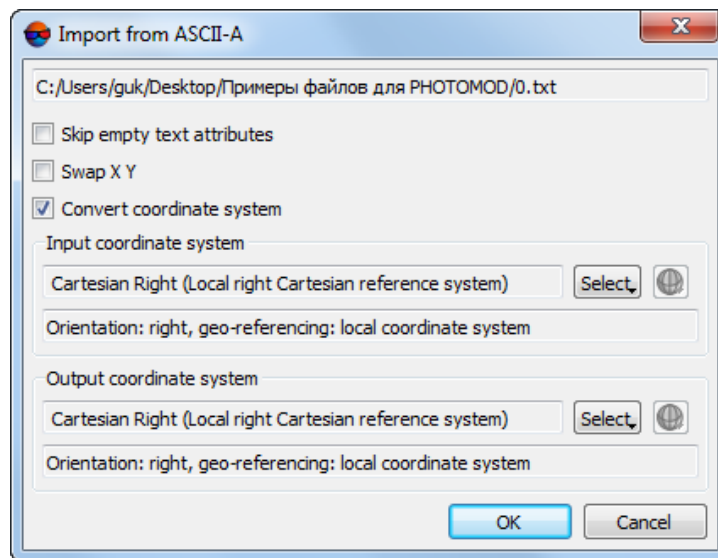 Import from ASCII-A
C:/Users/guk/Desktop/Примеры файлов для PHOTOMOD/0.txt
Skip empty text attributes
Swap X Y
Convert coordinate system
Input coordinate system
Cartesian Right (Local right Cartesian reference system) Select
Orientation: right, geo-referencing: local coordinate system
Output coordinate system
Cartesian Right (Local right Cartesian reference system) Select
Orientation: right, geo-referencing: local coordinate system
OK Cancel